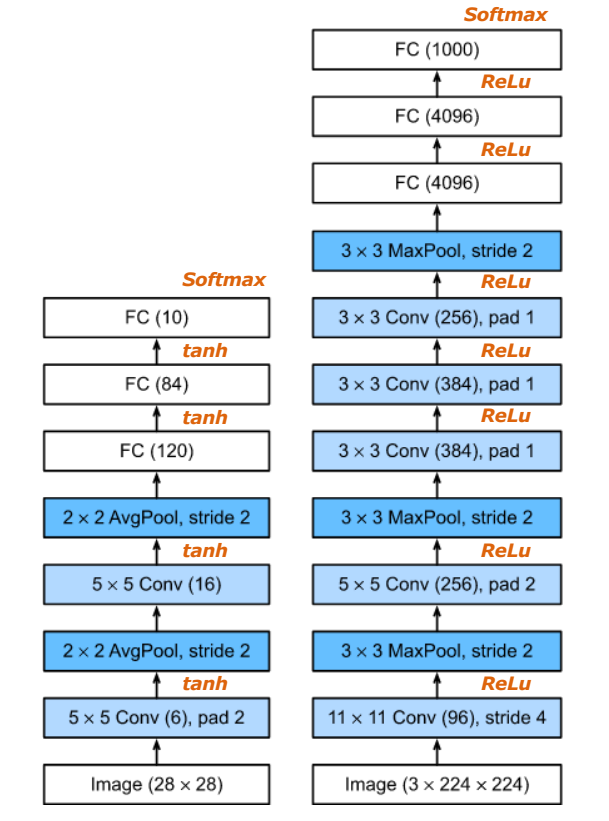 Softmax
FC (10)
tanh
FC (84)
tanh
FC (120)
2 × 2 AvgPool, stride 2
tanh
5 × 5 Conv (16)
2 × 2 AvgPool, stride 2
tanh
5 × 5 Conv (6), pad 2
Image (28 × 28)
Softmax
FC (1000)
ReLu
FC (4096)
ReLu
FC (4096)
3 × 3 MaxPool, stride 2
ReLu
3 × 3 Conv (256), pad 1
ReLu
3 × 3 Conv (384), pad 1
ReLu
3 × 3 Conv (384), pad 1
3 × 3 MaxPool, stride 2
ReLu
5 × 5 Conv (256), pad 2
3 × 3 MaxPool, stride 2
ReLu
11 × 11 Conv (96), stride 4
Image (3 × 224 × 224)